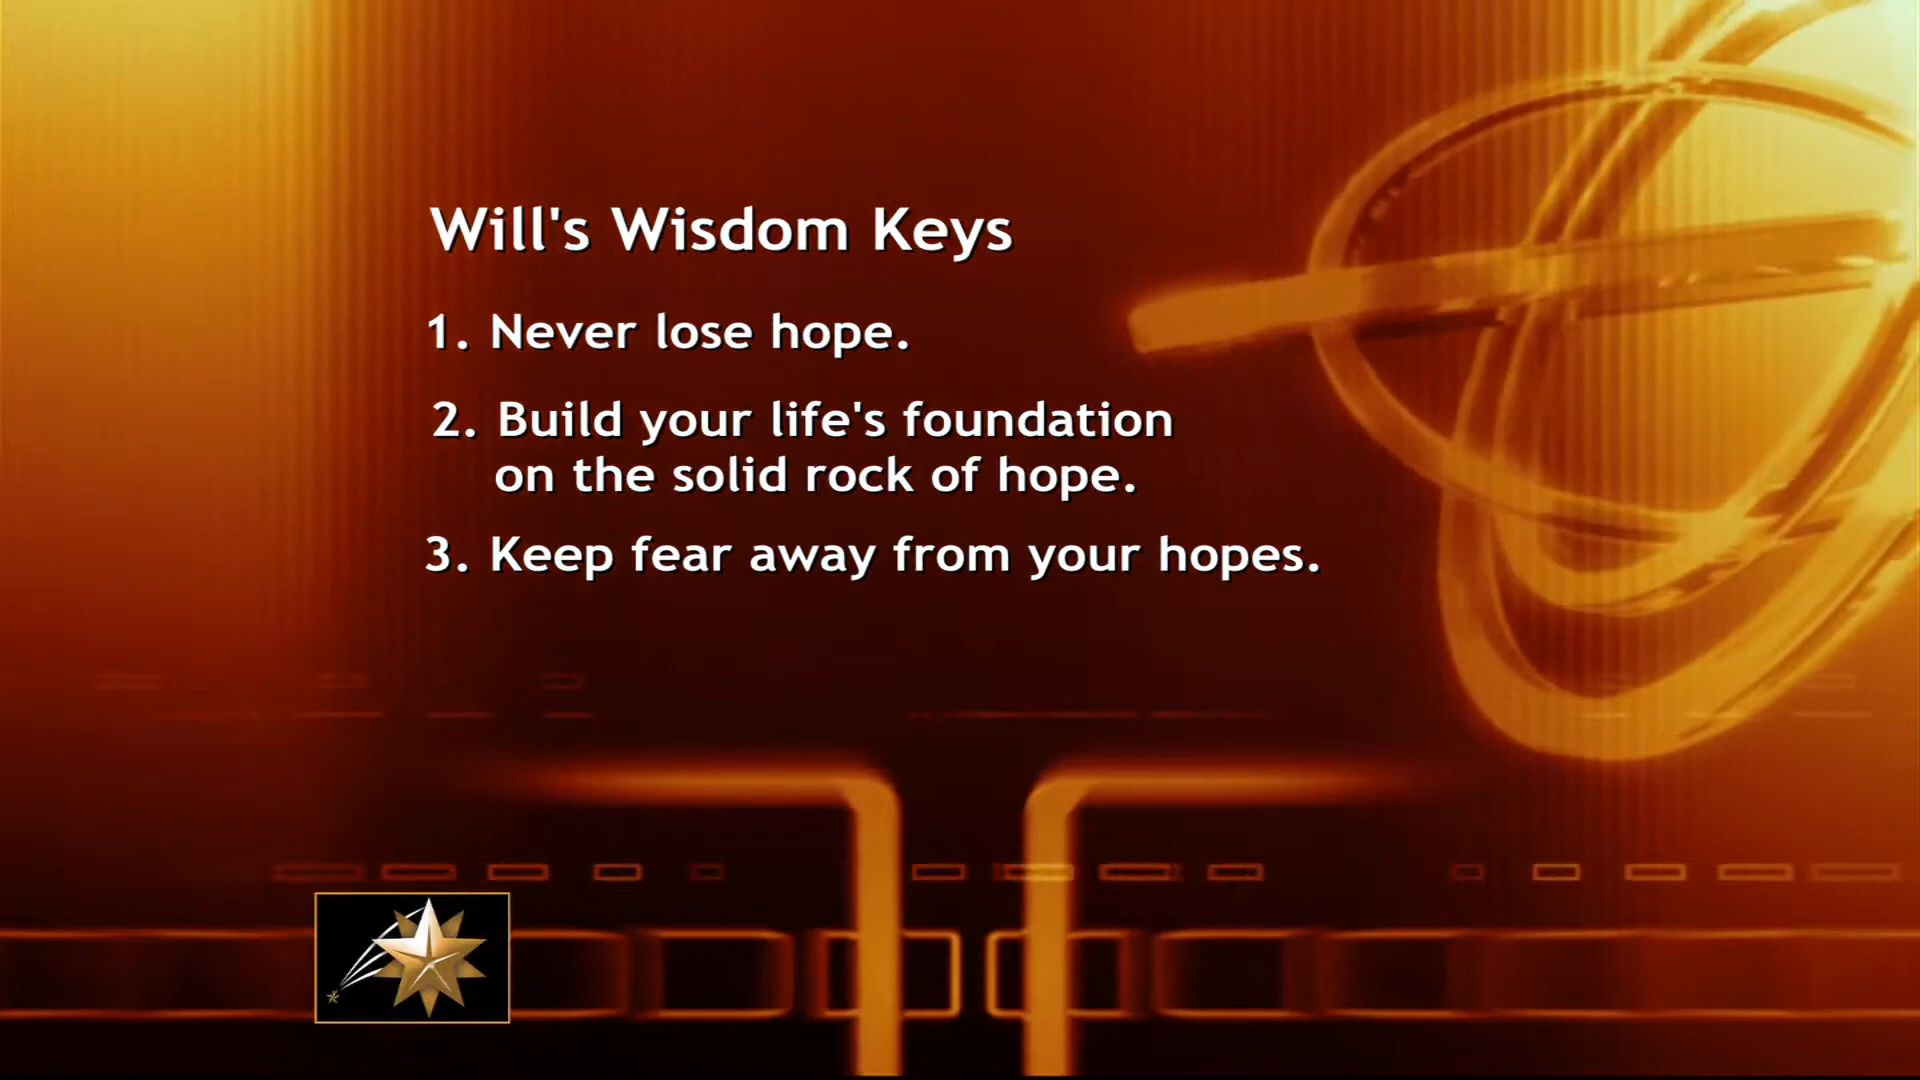 Will's Wisdom Keys
1. Never lose hope.
2. Build your life's foundation
on the solid rock of hope.
3. Keep fear away from your hopes.